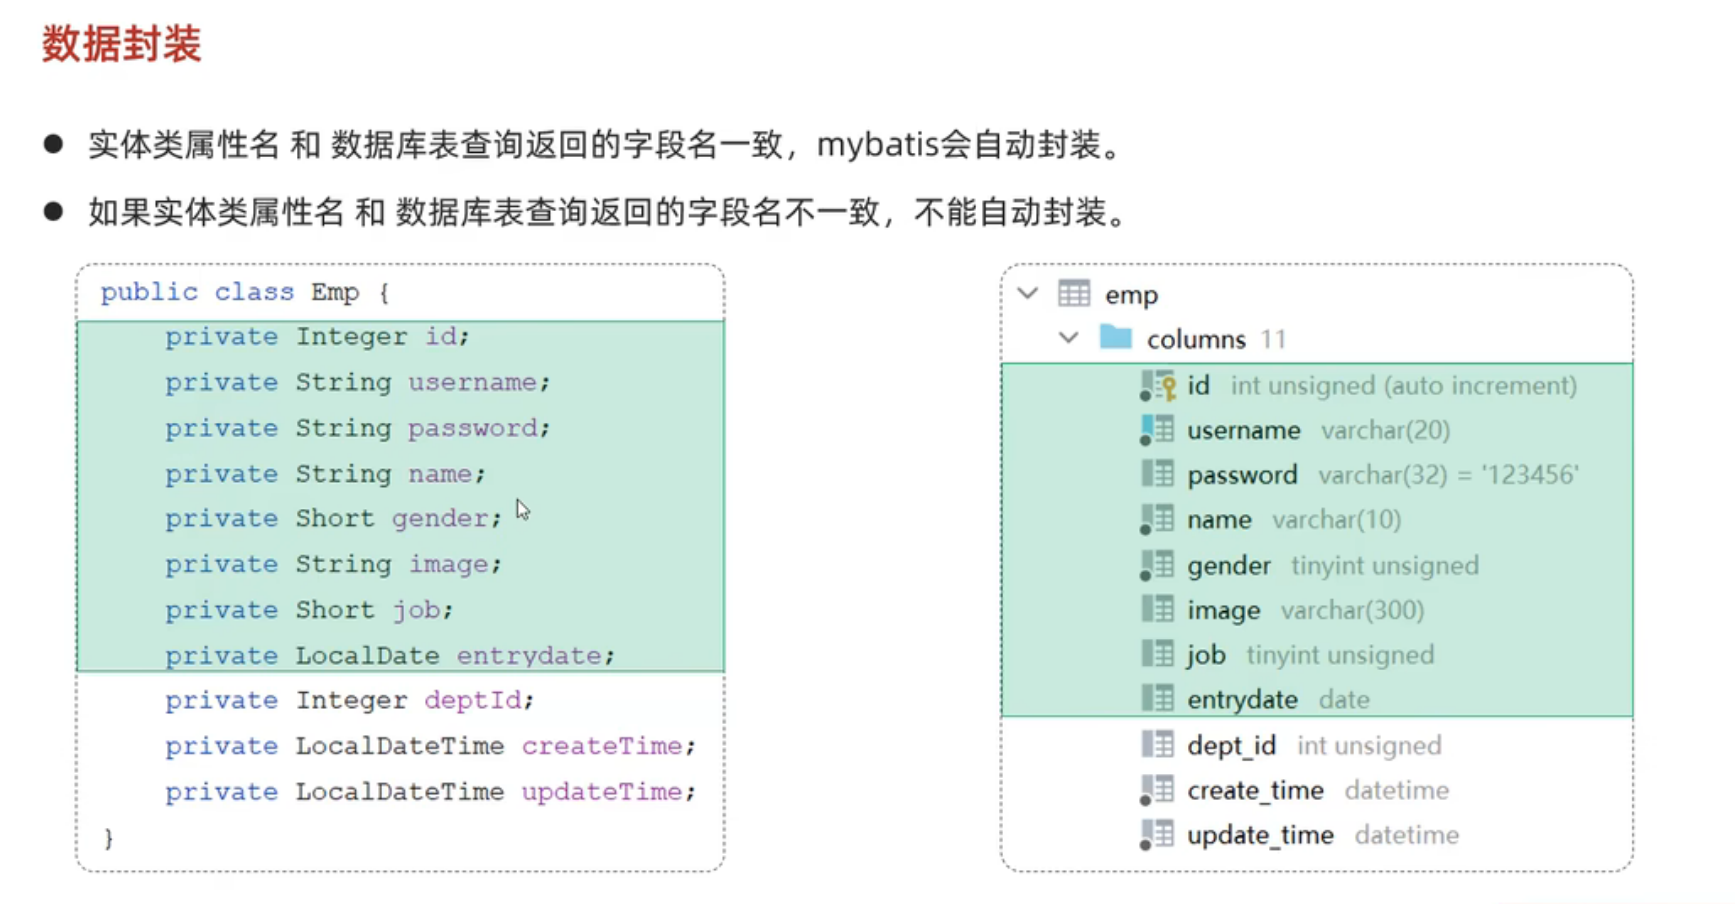 数据封装
● 实体类属性名 和 数据库表查询返回的字段名一致，mybatis会自动封装。
● 如果实体类属性名 和 数据库表查询返回的字段名不一致，不能自动封装。
public class Emp {
private Integer id;
private String username;
private String password;
private String name;
private Short gender;
private String image;
private Short job;
private LocalDate entrydate;
private Integer deptId;
private LocalDateTime createTime;
private LocalDateTime updateTime;
}
emp
columns 11
id int unsigned (auto increment)
username varchar(20)
password varchar(32) = '123456'
name varchar(10)
gender tinyint unsigned
image varchar(300)
job tinyint unsigned
entrydate date
dept_id int unsigned
create_time datetime
update_time datetime